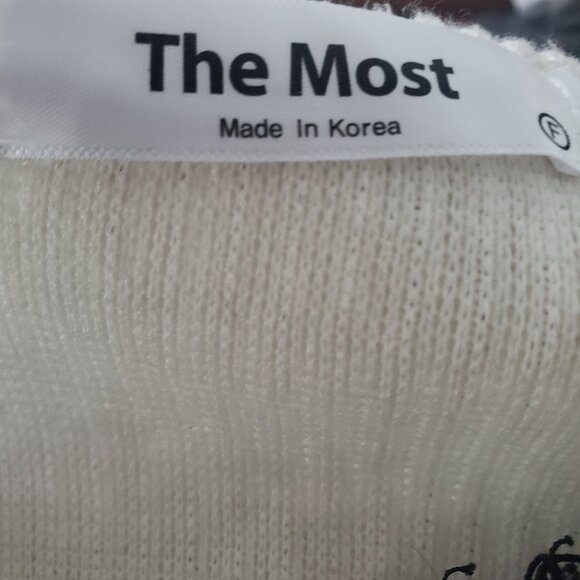 The Most
Made In Korea
F